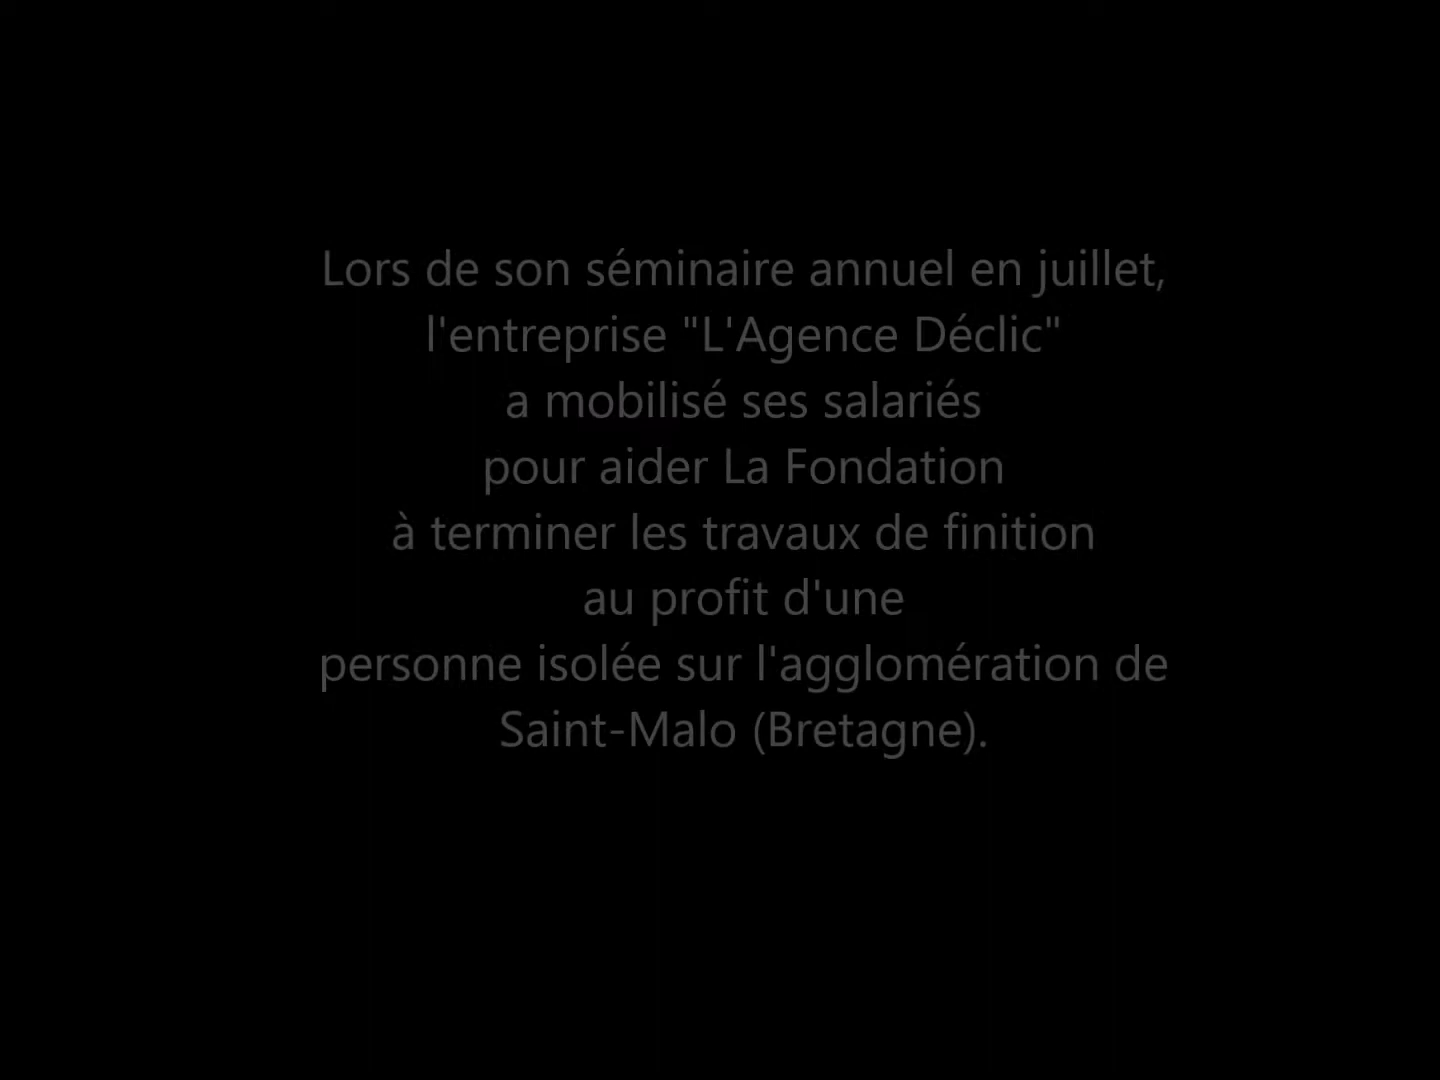 Lors de son séminaire annuel en juillet,
l'entreprise "L'Agence Déclic"
a mobilisé ses salariés
pour aider La Fondation
à terminer les travaux de finition
au profit d'une
personne isolée sur l'agglomération de
Saint-Malo (Bretagne).